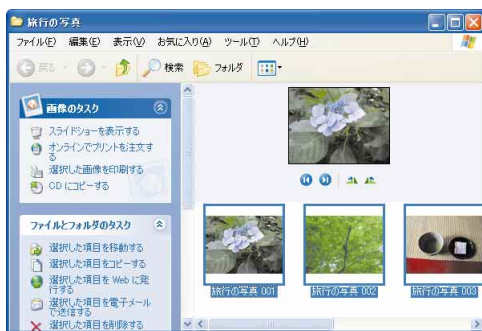 旅行の写真
ファイル(F) 編集(E) 表示(V) お気に入り(A) ツール(T) ヘルプ(H)
戻る 検索 フォルダ
画像のタスク
スライドショーを表示する
オンラインでプリントを注文す
る
選択した画像を印刷する
CD にコピーする
ファイルとフォルダのタスク
選択した項目を移動する
選択した項目をコピーする
選択した項目を Web に発
行する
選択した項目を電子メール
で送信する
選択した項目を削除する
旅行の写真 001 旅行の写真 002 旅行の写真 003